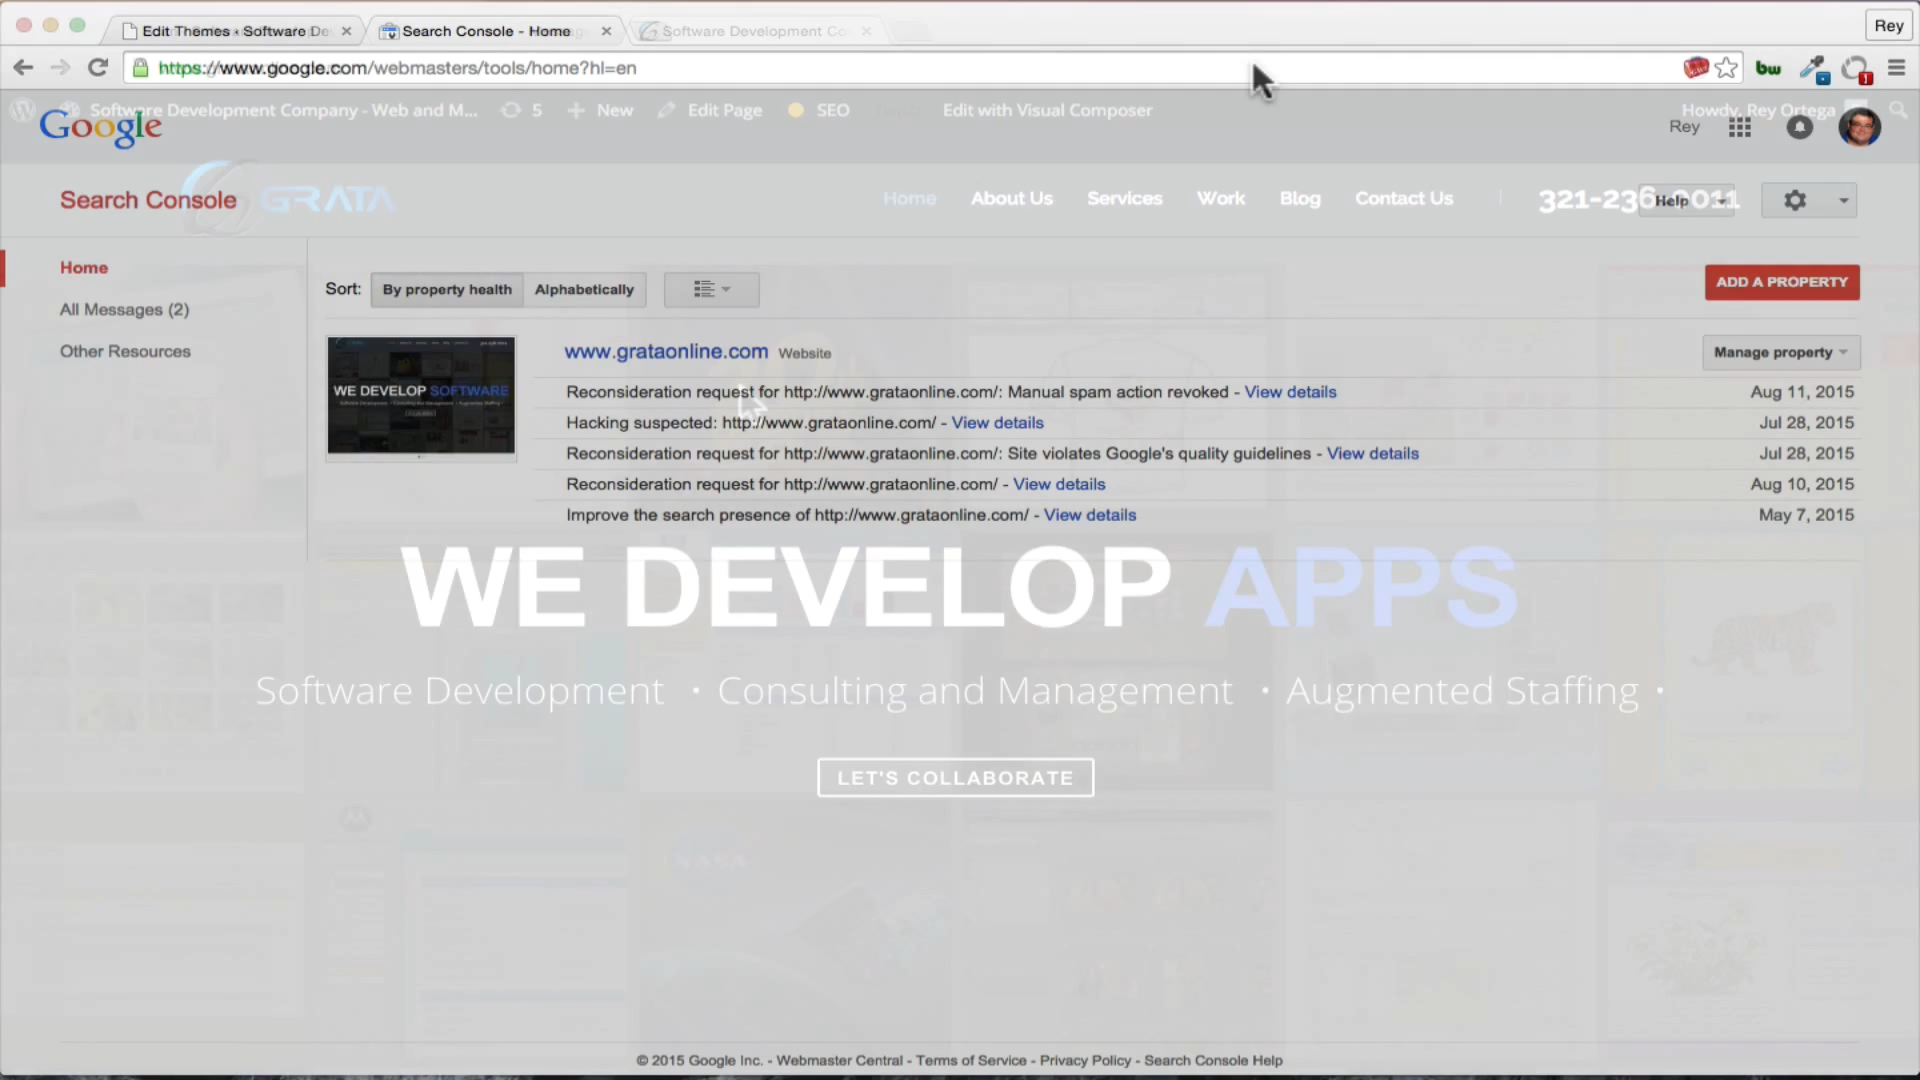 Edit Themes Software De
Search Console - Home
Software Development Co
Rey
https://www.google.com/webmasters/tools/home?hl=en
Software Development Company - Web and M...
5
New
Edit Page
SEO
Edit with Visual Composer
Howdy, Rey Ortega
Google
Rey
Search Console
GRATA
Home
About Us
Services
Work
Blog
Contact Us
321-236-0011
Help
Home
All Messages (2)
Other Resources
Sort:
By property health
Alphabetically
ADD A PROPERTY
WE DEVELOP SOFTWARE
www.grataonline.com Website
Manage property
Reconsideration request for http://www.grataonline.com/: Manual spam action revoked - View details
Aug 11, 2015
Hacking suspected: http://www.grataonline.com/ - View details
Jul 28, 2015
Reconsideration request for http://www.grataonline.com/: Site violates Google's quality guidelines - View details
Jul 28, 2015
Reconsideration request for http://www.grataonline.com/ - View details
Aug 10, 2015
Improve the search presence of http://www.grataonline.com/ - View details
May 7, 2015
WE DEVELOP APPS
Software Development • Consulting and Management • Augmented Staffing •
LET'S COLLABORATE
NASA
© 2015 Google Inc. - Webmaster Central - Terms of Service - Privacy Policy - Search Console Help